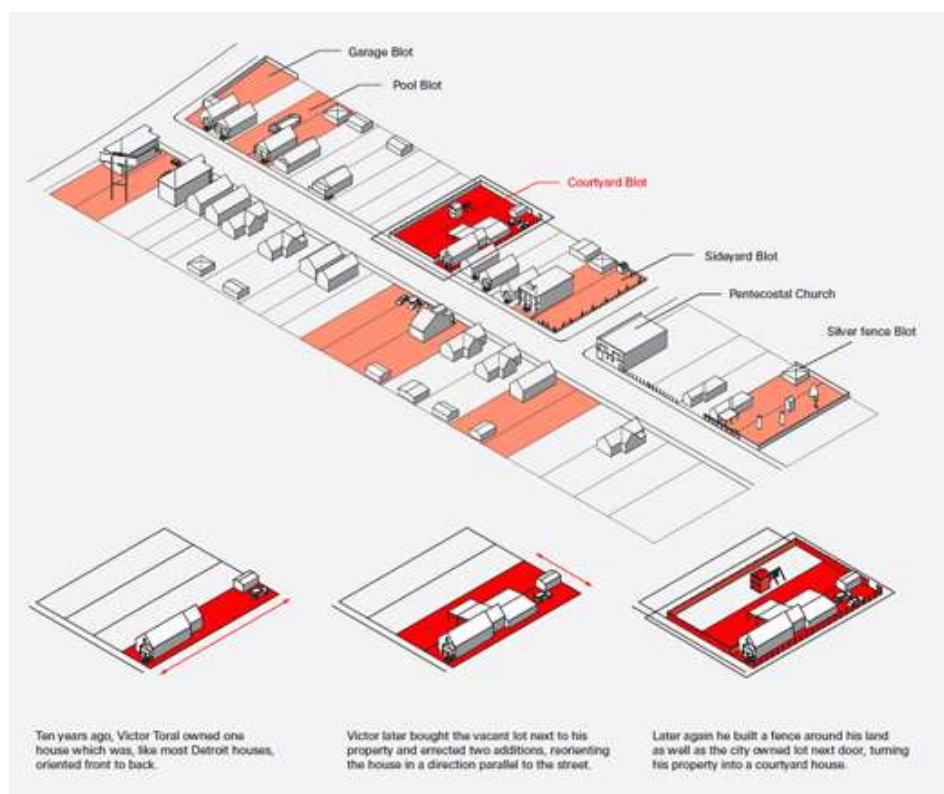 Garage Blot
Pool Blot
Courtyard Blot
Sideyard Blot
Pentecostal Church
Silver fence Blot
Ten years ago, Victor Toral owned one
house which was, like most Detroit houses,
oriented front to back.
Victor later bought the vacant lot next to his
property and errected two additions, reorienting
the house in a direction parallel to the street.
Later again he built a fence around his land
as well as the city owned lot next door, turning
his property into a courtyard house.